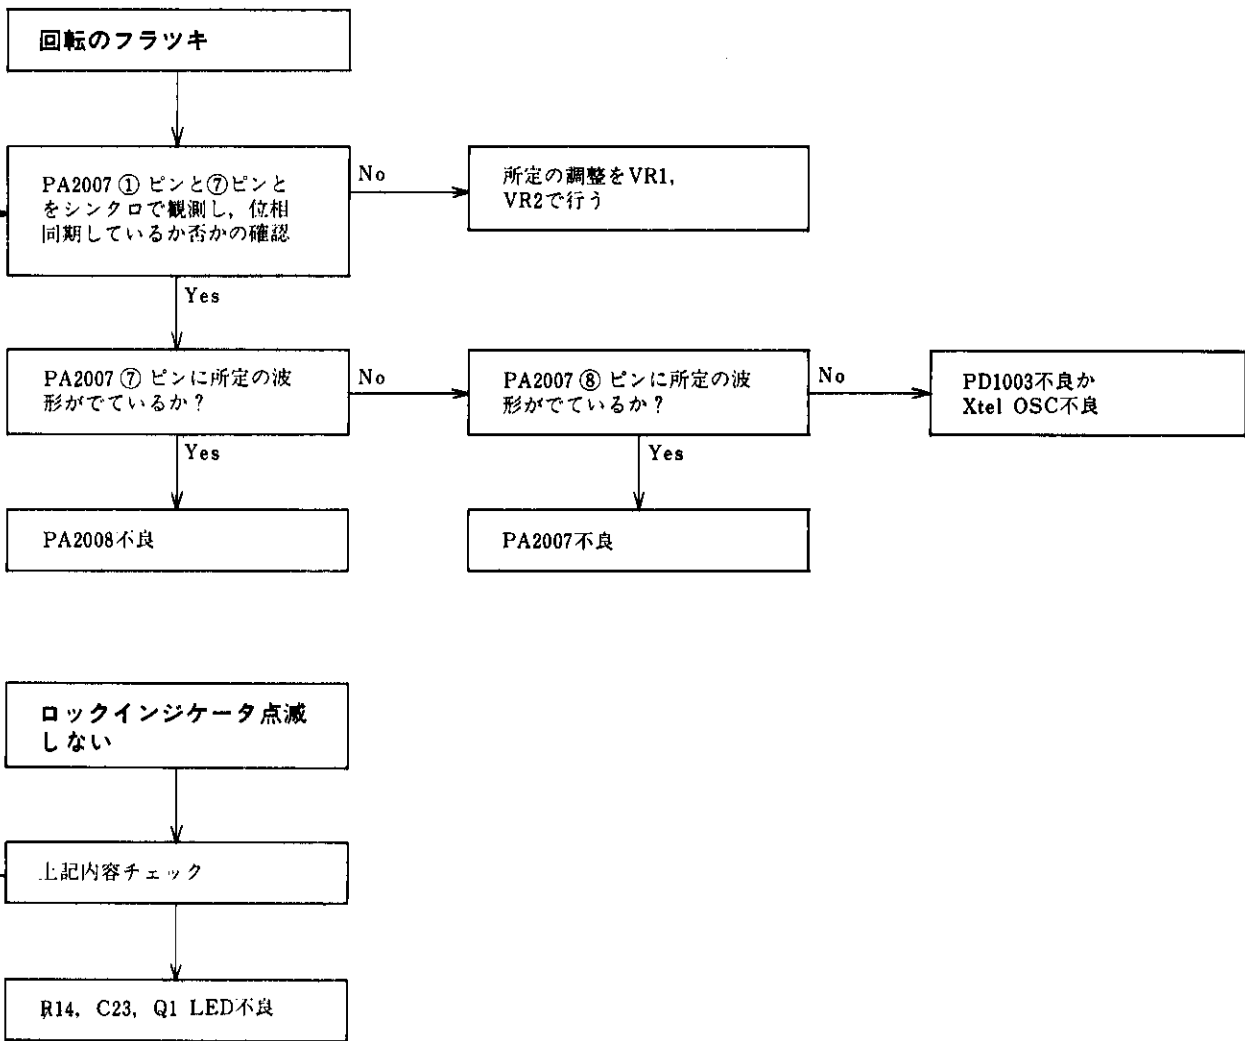 回転のフラツキ
PA2007 ① ピンと⑦ピンと
をシンクロで観測し, 位相
同期しているか否かの確認
No
所定の調整をVR1,
VR2で行う
Yes
PA2007 ⑦ ピンに所定の波
形がでているか?
No
PA2007 ⑧ ピンに所定の波
形がでているか?
No
PD1003不良か
Xtel OSC不良
Yes
Yes
PA2008不良
PA2007不良
ロックインジケータ点滅
しない
上記内容チェック
R14, C23, Q1 LED不良